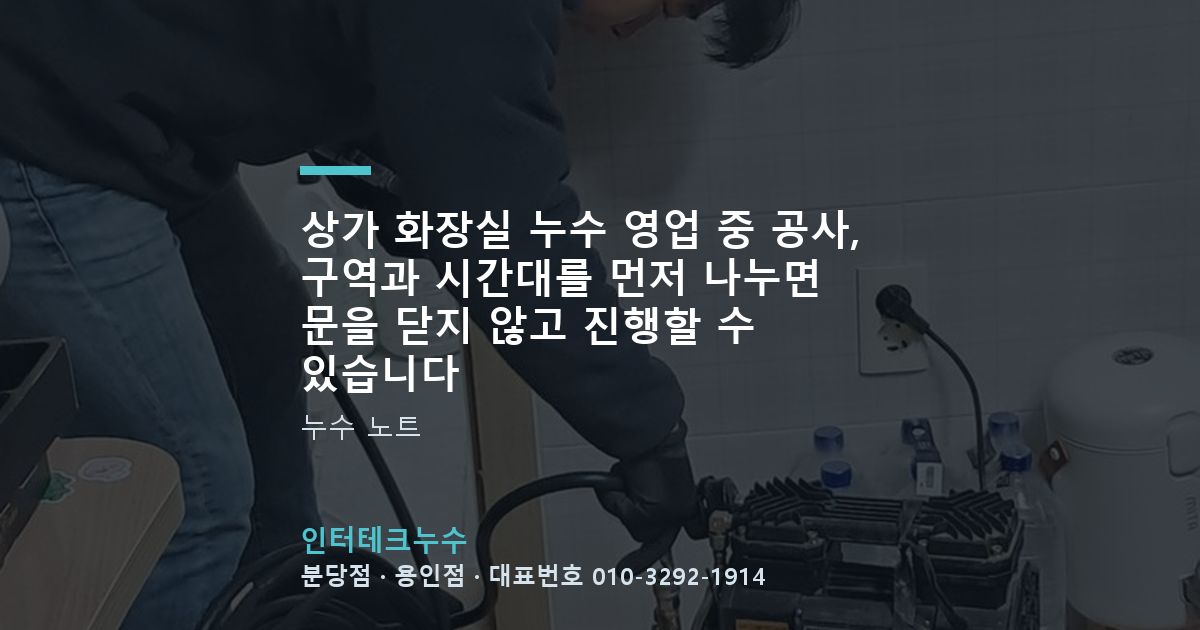 상가 화장실 누수 영업 중 공사,
구역과 시간대를 먼저 나누면
문을 닫지 않고 진행할 수
있습니다
누수 노트
인터테크누수
분당점 · 용인점 · 대표번호 010-3292-1914